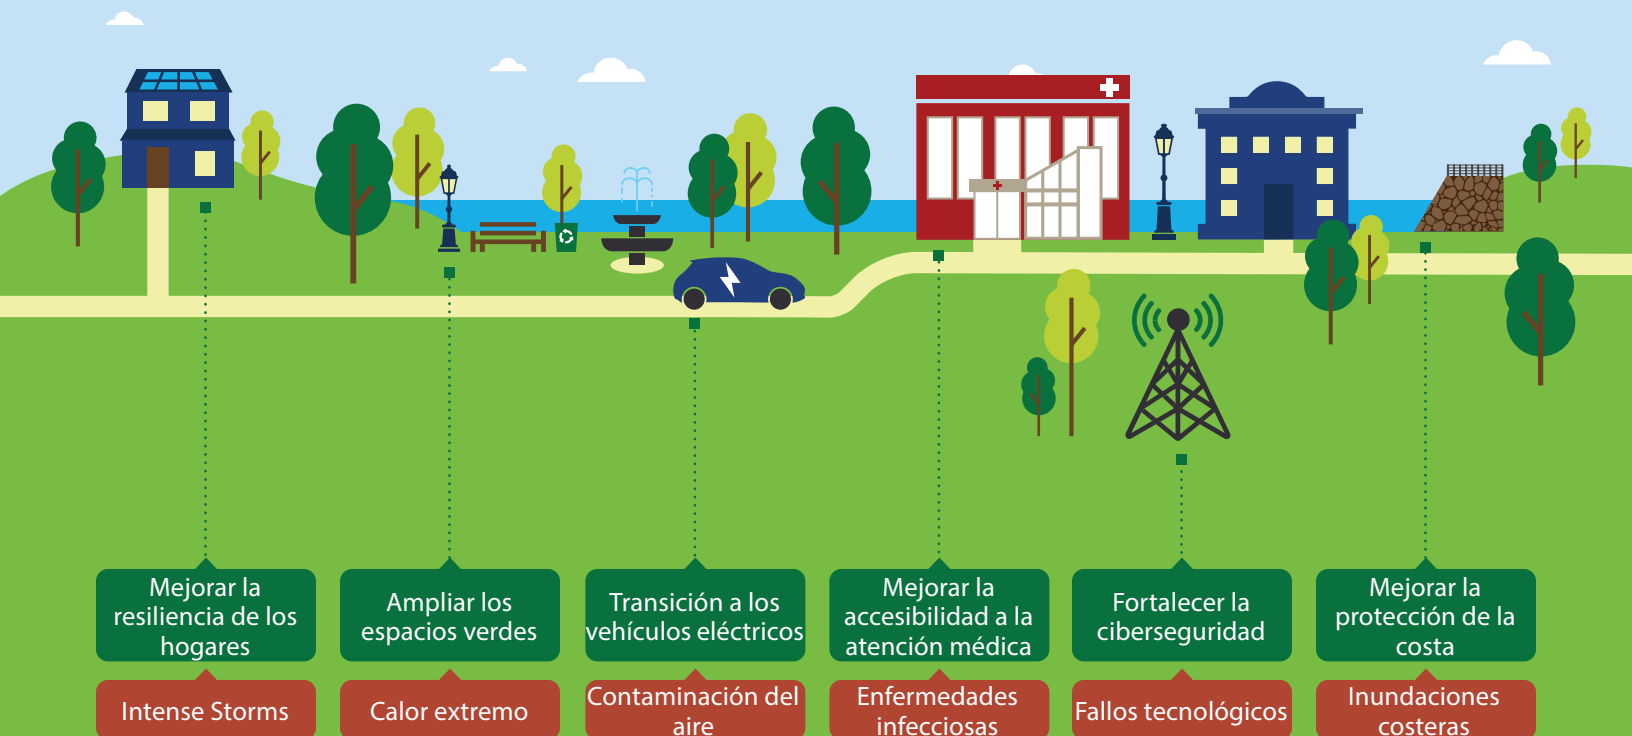 Mejorar la
resiliencia de los
hogares
Ampliar los
espacios verdes
Transición a los
vehículos eléctricos
Mejorar la
accesibilidad a la
atención médica
Fortalecer la
ciberseguridad
Mejorar la
protección de la
costa
Intense Storms
Calor extremo
Contaminación del
aire
Enfermedades
infecciosas
Fallos tecnológicos
Inundaciones
costeras